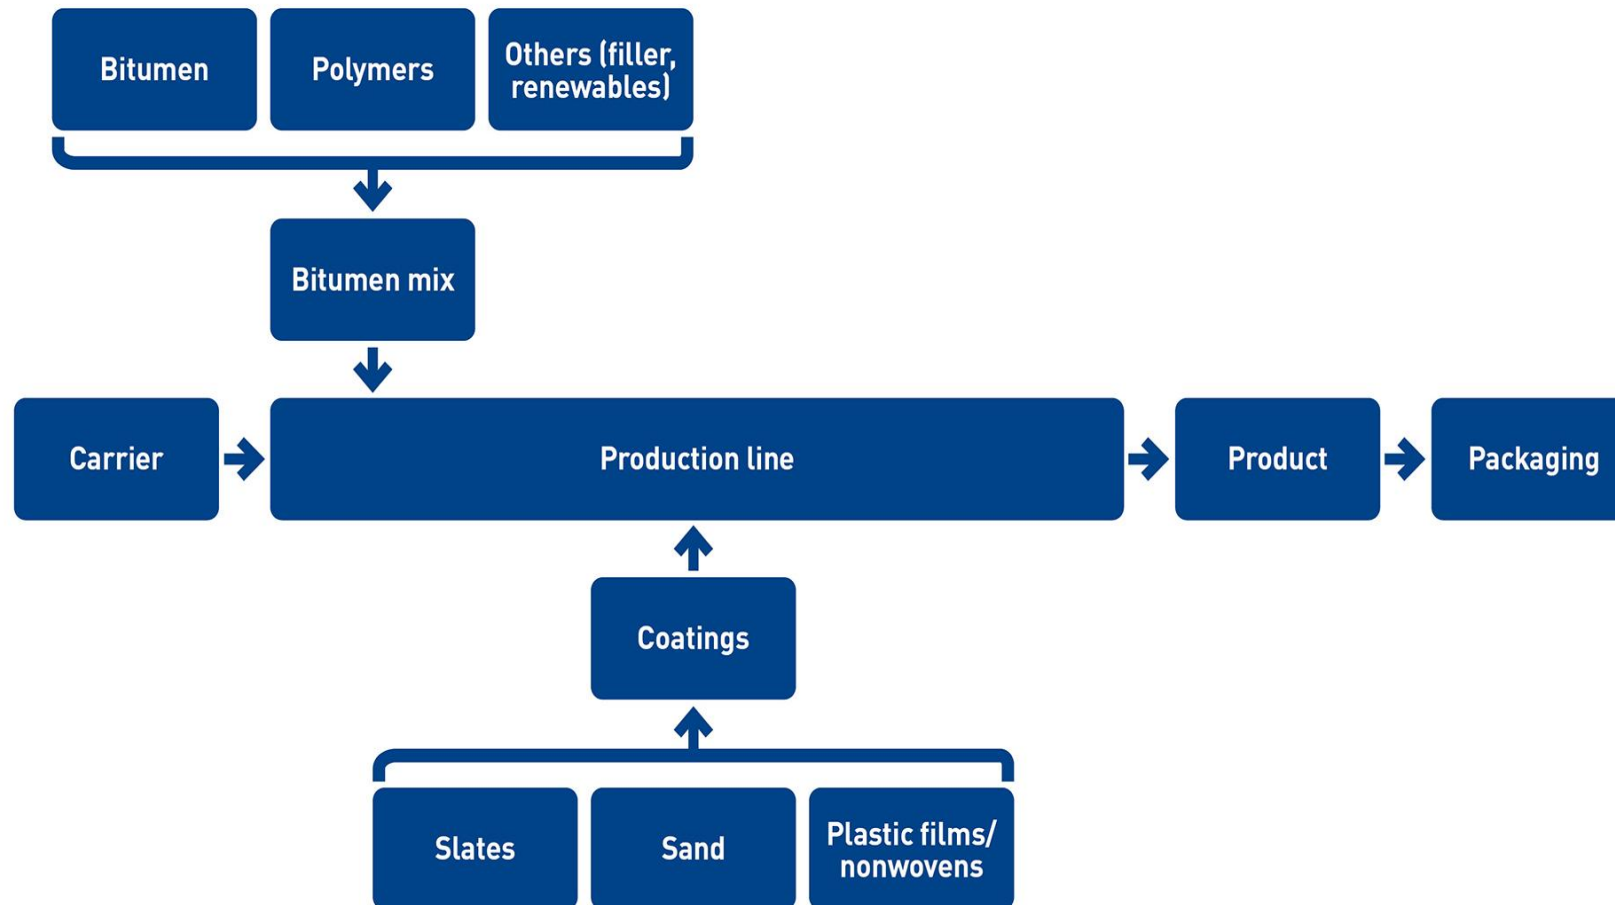 Bitumen
Polymers
Others (filler,
renewables)
Bitumen mix
Carrier
Production line
Product
Packaging
Coatings
Slates
Sand
Plastic films/
nonwovens